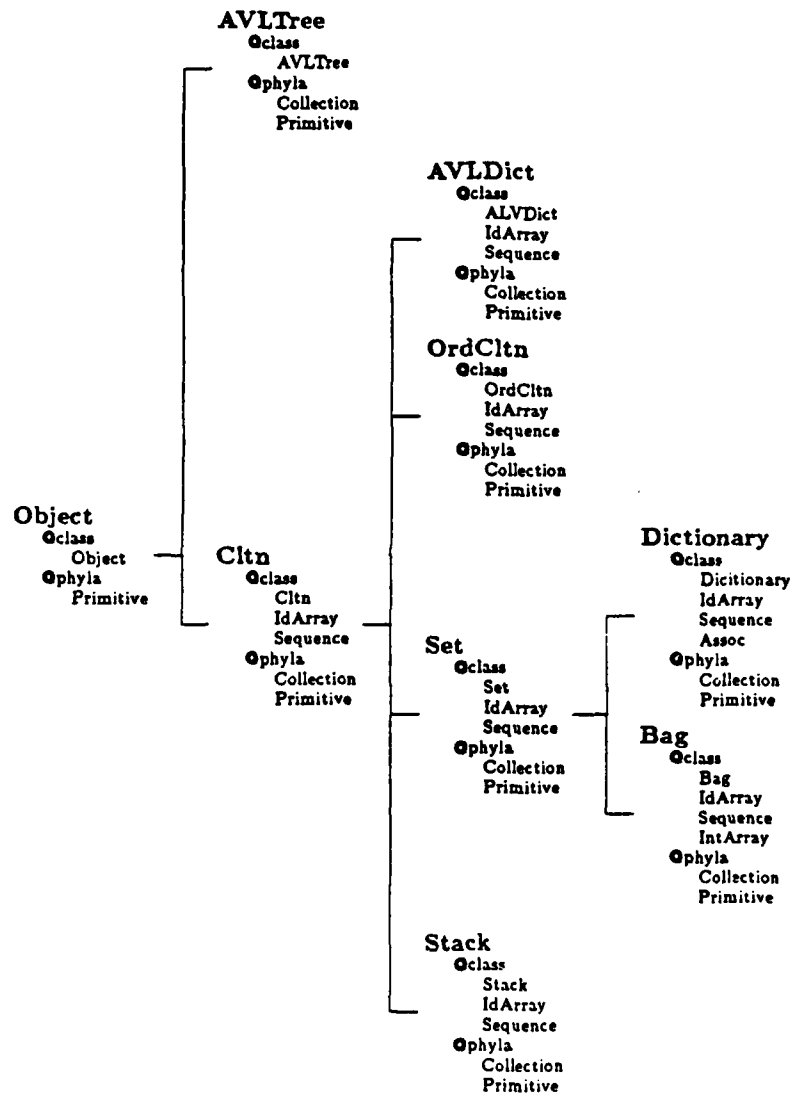 AVLTree
@class
AVLTree
@phyla
Collection
Primitive
AVLDict
@class
ALVDict
IdArray
Sequence
@phyla
Collection
Primitive
OrdCltn
@class
OrdCltn
IdArray
Sequence
@phyla
Collection
Primitive
Object
@class
Object
@phyla
Primitive
Cltn
@class
Cltn
IdArray
Sequence
@phyla
Collection
Primitive
Set
@class
Set
IdArray
Sequence
@phyla
Collection
Primitive
Dictionary
@class
Dicitionary
IdArray
Sequence
Assoc
@phyla
Collection
Primitive
Bag
@class
Bag
IdArray
Sequence
IntArray
@phyla
Collection
Primitive
Stack
@class
Stack
IdArray
Sequence
@phyla
Collection
Primitive